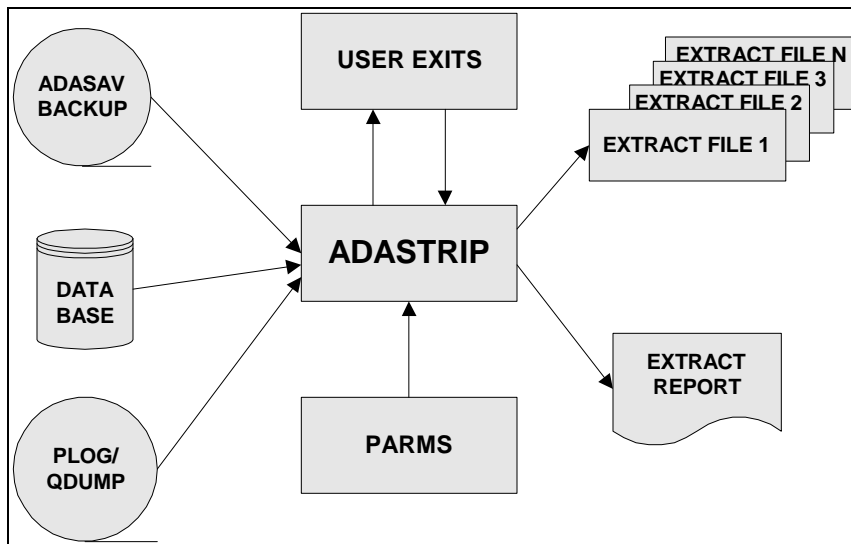 ADASAV
BACKUP
USER EXITS
EXTRACT FILE N
EXTRACT FILE 3
EXTRACT FILE 2
EXTRACT FILE 1
DATA
BASE
ADASTRIP
EXTRACT
REPORT
PLOG/
QDUMP
PARMS